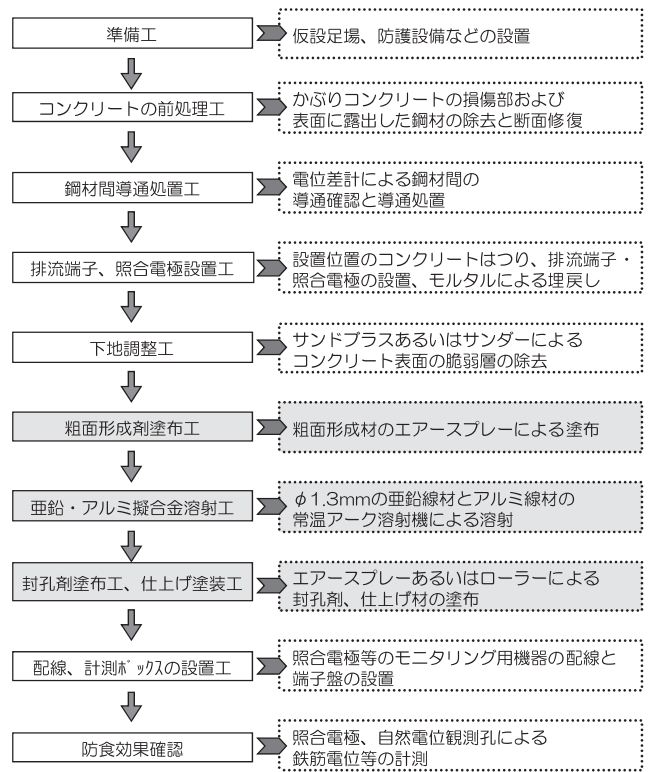 準備工
仮設足場、防護設備などの設置
コンクリートの前処理工
かぶりコンクリートの損傷部および
表面に露出した鋼材の除去と断面修復
鋼材間導通処置工
電位差計による鋼材間の
導通確認と導通処置
排流端子、照合電極設置工
設置位置のコンクリートはつり、排流端子・
照合電極の設置、モルタルによる埋戻し
下地調整工
サンドブラスあるいはサンダーによる
コンクリート表面の脆弱層の除去
粗面形成剤塗布工
粗面形成材のエアースプレーによる塗布
亜鉛・アルミ擬合金溶射工
φ1.3mmの亜鉛線材とアルミ線材の
常温アーク溶射機による溶射
封孔剤塗布工、仕上げ塗装工
エアースプレーあるいはローラーによる
封孔剤、仕上げ材の塗布
配線、計測ﾎﾞｯｸｽの設置工
照合電極等のモニタリング用機器の配線と
端子盤の設置
防食効果確認
照合電極、自然電位観測孔による
鉄筋電位等の計測